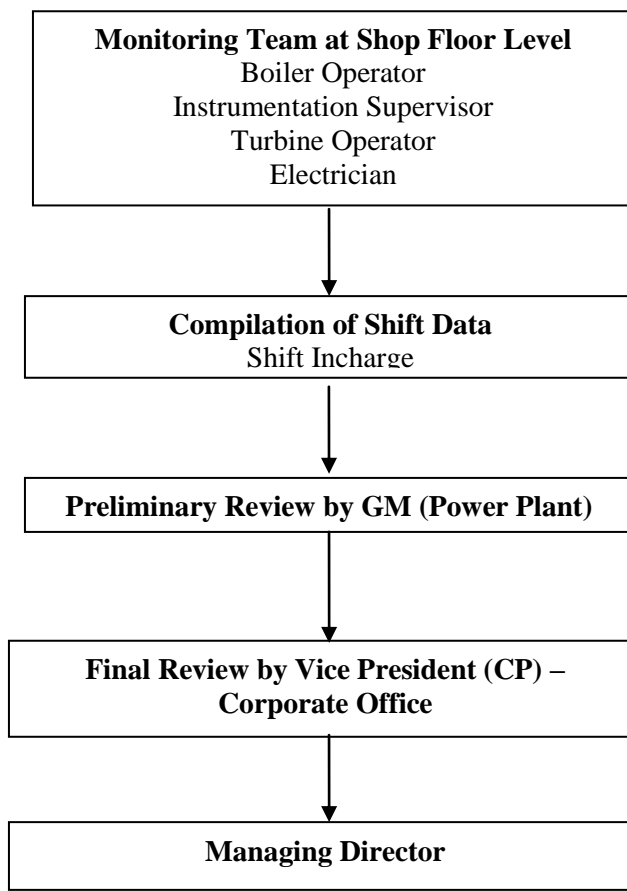 Monitoring Team at Shop Floor Level
Boiler Operator
Instrumentation Supervisor
Turbine Operator
Electrician
Compilation of Shift Data
Shift Incharge
Preliminary Review by GM (Power Plant)
Final Review by Vice President (CP) –
Corporate Office
Managing Director